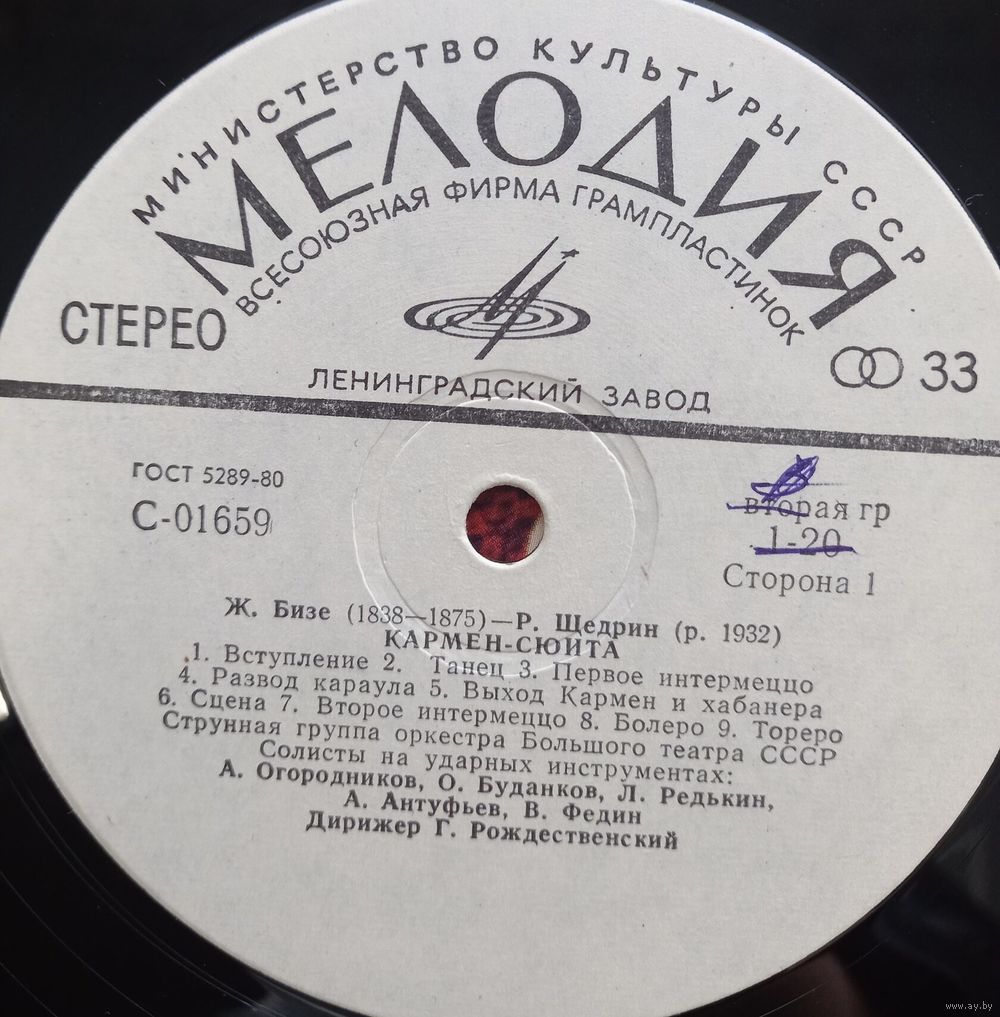 МИНИСТЕРСТВО КУЛЬТУРЫ СССР
МЕЛОДИЯ
ВСЕСОЮЗНАЯ ФИРМА ГРАМПЛАСТИНОК
СТЕРЕО
33
ЛЕНИНГРАДСКИЙ ЗАВОД
ГОСТ 5289-80
С-01659
вторая гр
1-20
Сторона 1
Ж. Бизе (1838—1875)—Р. Щедрин (р. 1932)
КАРМЕН-СЮИТА
1. Вступление 2. Танец 3. Первое интермеццо
4. Развод караула 5. Выход Кармен и хабанера
6. Сцена 7. Второе интермеццо 8. Болеро 9. Тореро
Струнная группа оркестра Большого театра СССР
Солисты на ударных инструментах:
А. Огородников, О. Буданков, Л. Редькин,
А. Антуфьев, В. Федин
Дирижер Г. Рождественский
www.ay.by